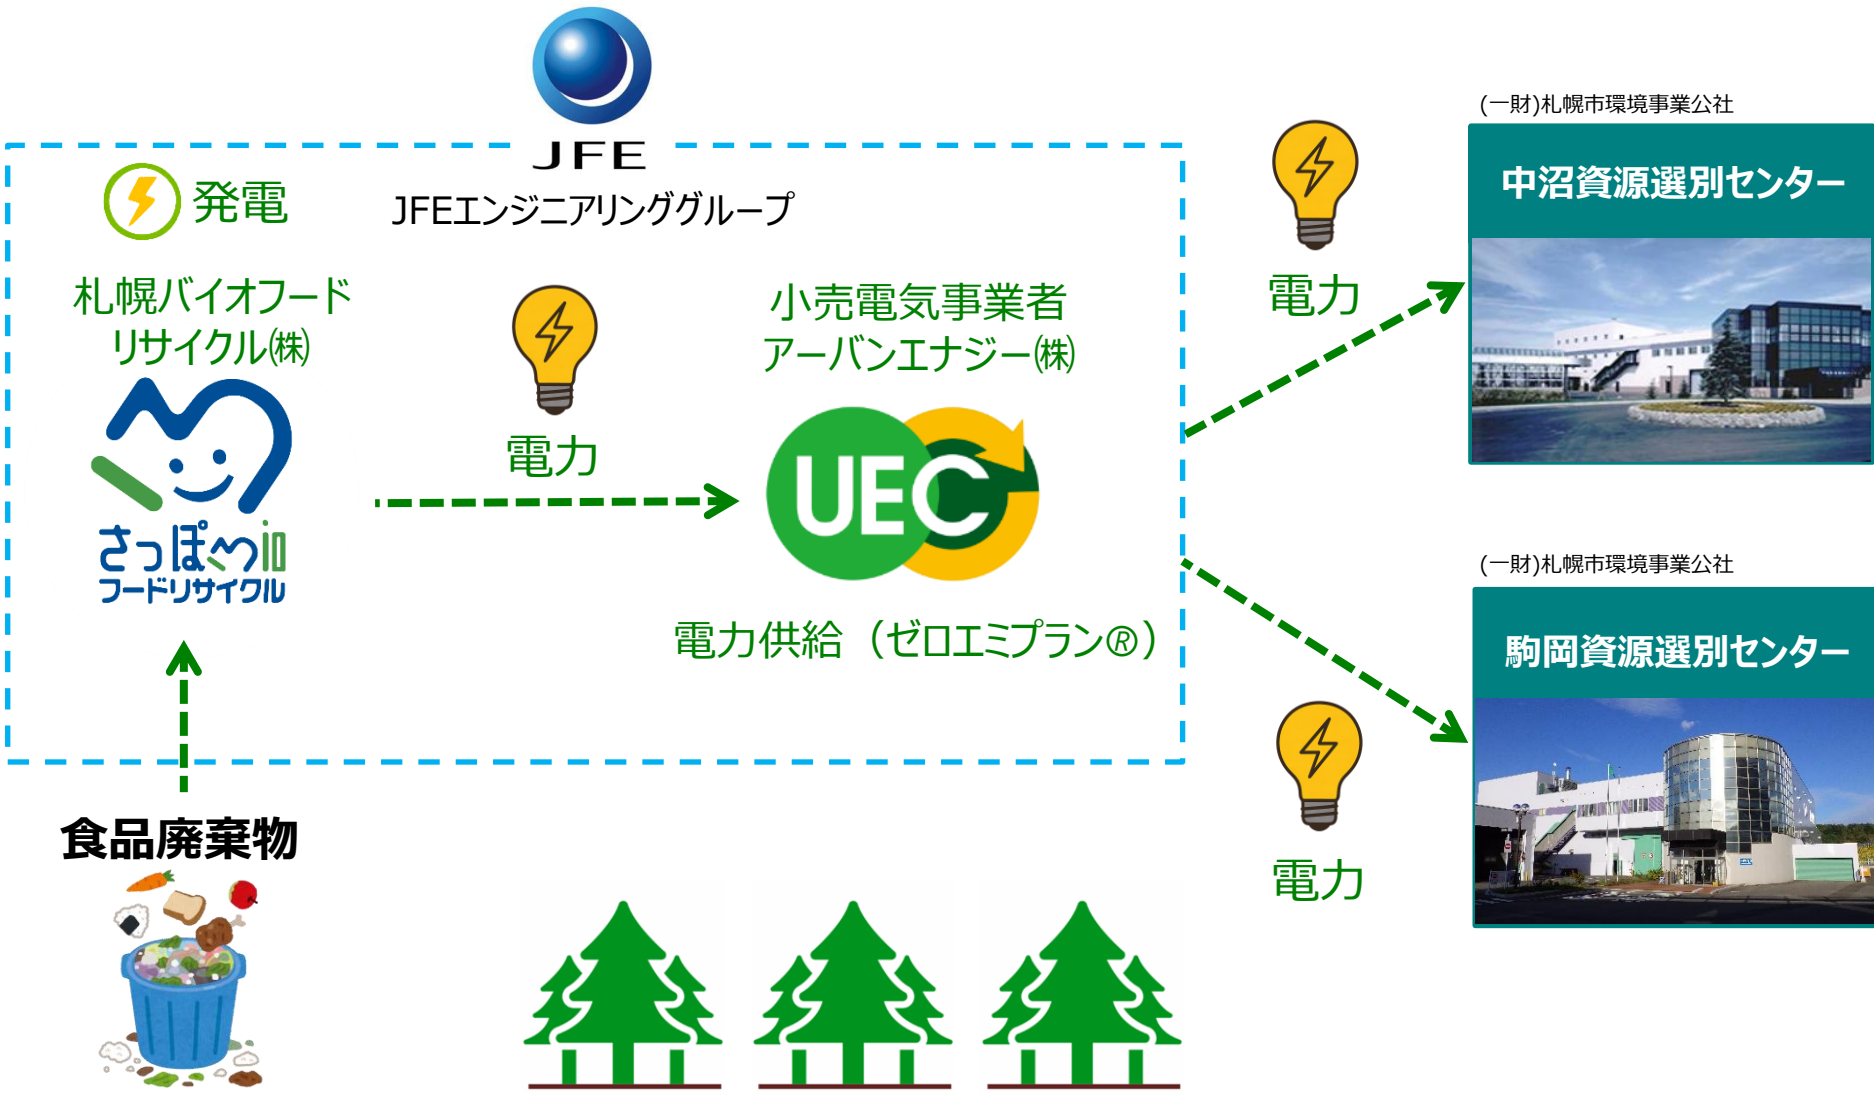 JFE
JFEエンジニアリンググループ
発電
札幌バイオフード
リサイクル㈱
さっぽろio
フードリサイクル
電力
小売電気事業者
アーバンエナジー㈱
UEC
電力供給（ゼロエミプラン®）
食品廃棄物
電力
(一財)札幌市環境事業公社
中沼資源選別センター
(一財)札幌市環境事業公社
駒岡資源選別センター
電力